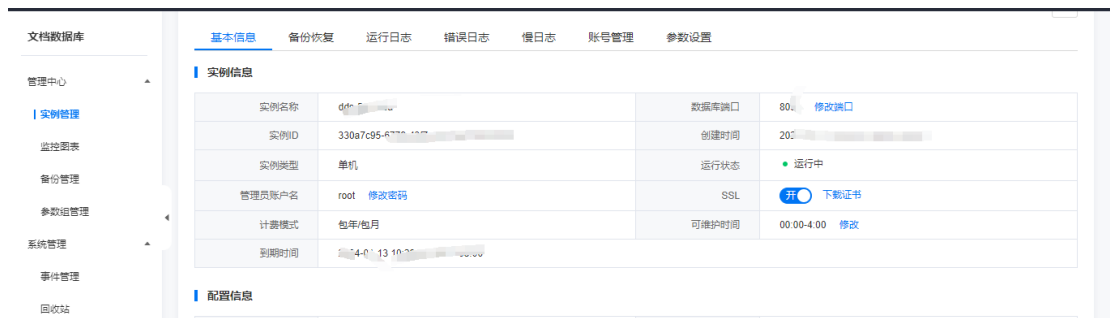 文档数据库
管理中心
实例管理
监控图表
备份管理
参数组管理
系统管理
事件管理
回收站
基本信息 备份恢复 运行日志 错误日志 慢日志 账号管理 参数设置
实例信息
实例名称 数据库端口 修改端口
实例ID 创建时间
实例类型 单机 运行状态 运行中
管理员账户名 root 修改密码 SSL 开 下载证书
计费模式 包年/包月 可维护时间 00:00-4:00 修改
到期时间
配置信息